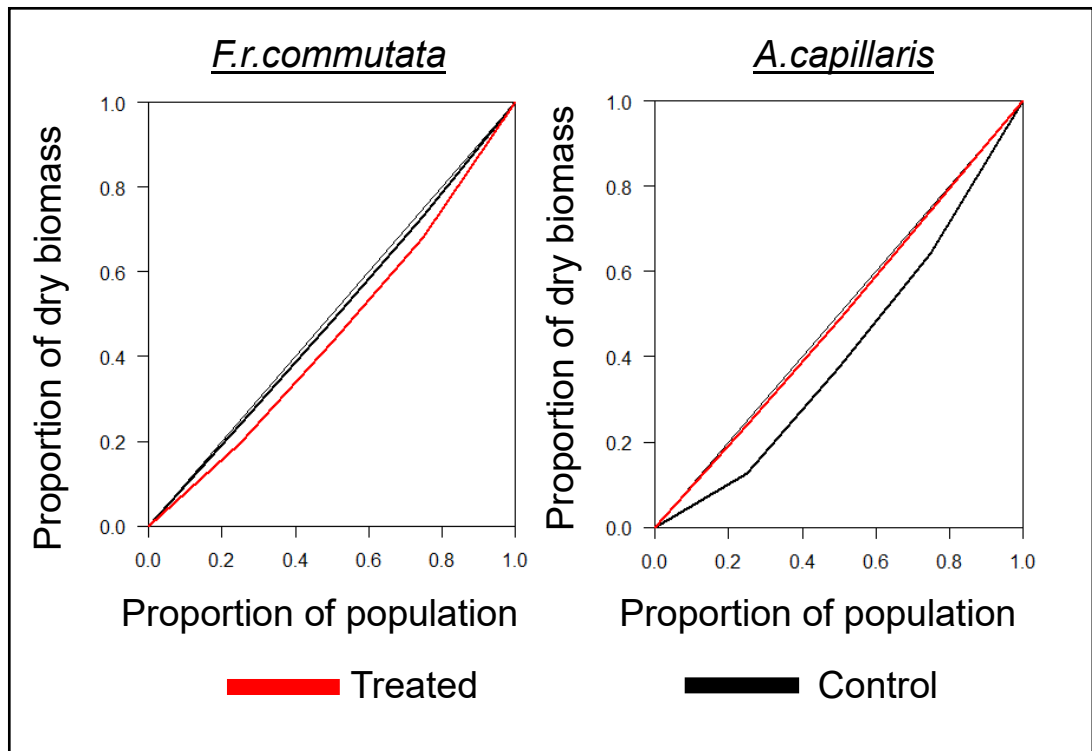 F.r.commutata
A.capillaris
Proportion of dry biomass
1.0
0.8
0.6
0.4
0.2
0.0
0.0 0.2 0.4 0.6 0.8 1.0
Proportion of population
Proportion of dry biomass
1.0
0.8
0.6
0.4
0.2
0.0
0.0 0.2 0.4 0.6 0.8 1.0
Proportion of population
Treated
Control